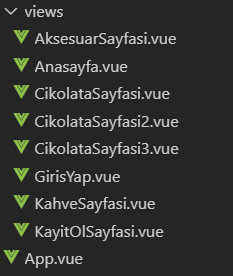 views
AksesuarSayfasi.vue
Anasayfa.vue
CikolataSayfasi.vue
CikolataSayfasi2.vue
CikolataSayfasi3.vue
GirisYap.vue
KahveSayfasi.vue
KayitOlSayfasi.vue
App.vue